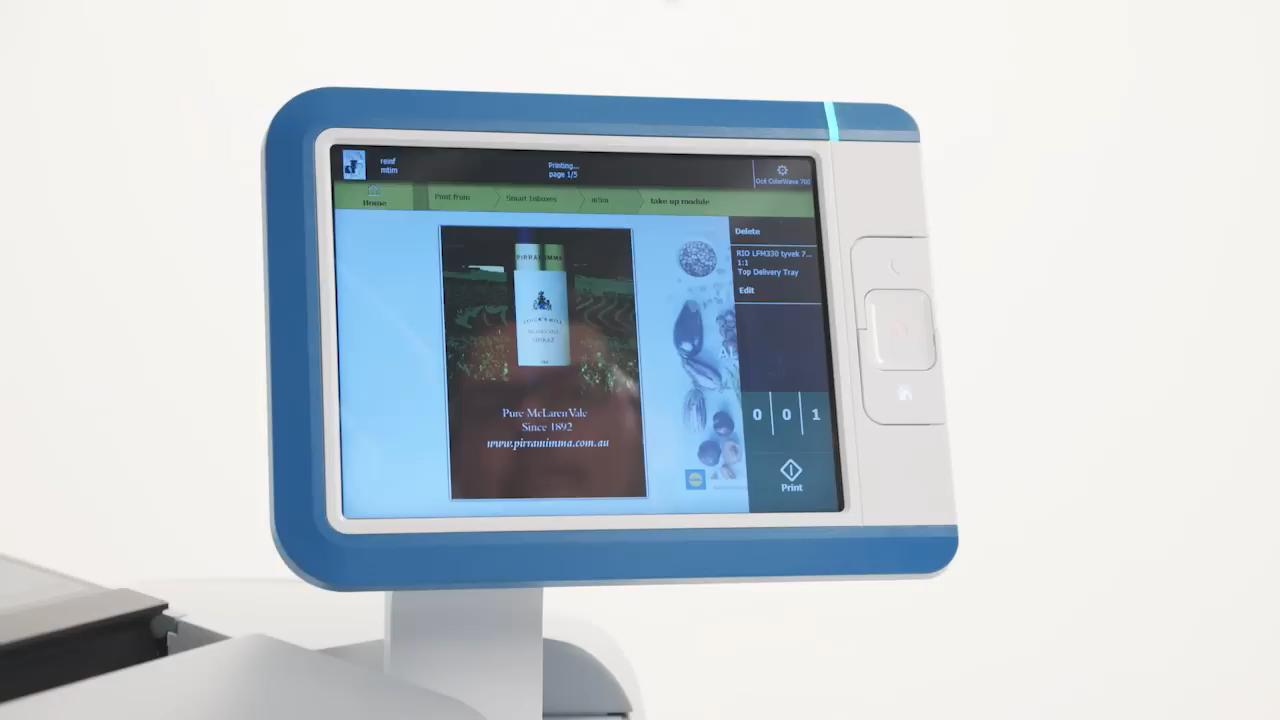 reinf
mtim
Printing...
page 1/5
Océ ColorWave 700
Home
Print from
Smart Inboxes
mtim
take up module
Delete
RIO LFM330 tyvek 7...
1:1
Top Delivery Tray
Edit
PIRRAMIMMA
SHIRAZ
Pure McLaren Vale
Since 1892
www.pirramimma.com.au
0 0 1
Print